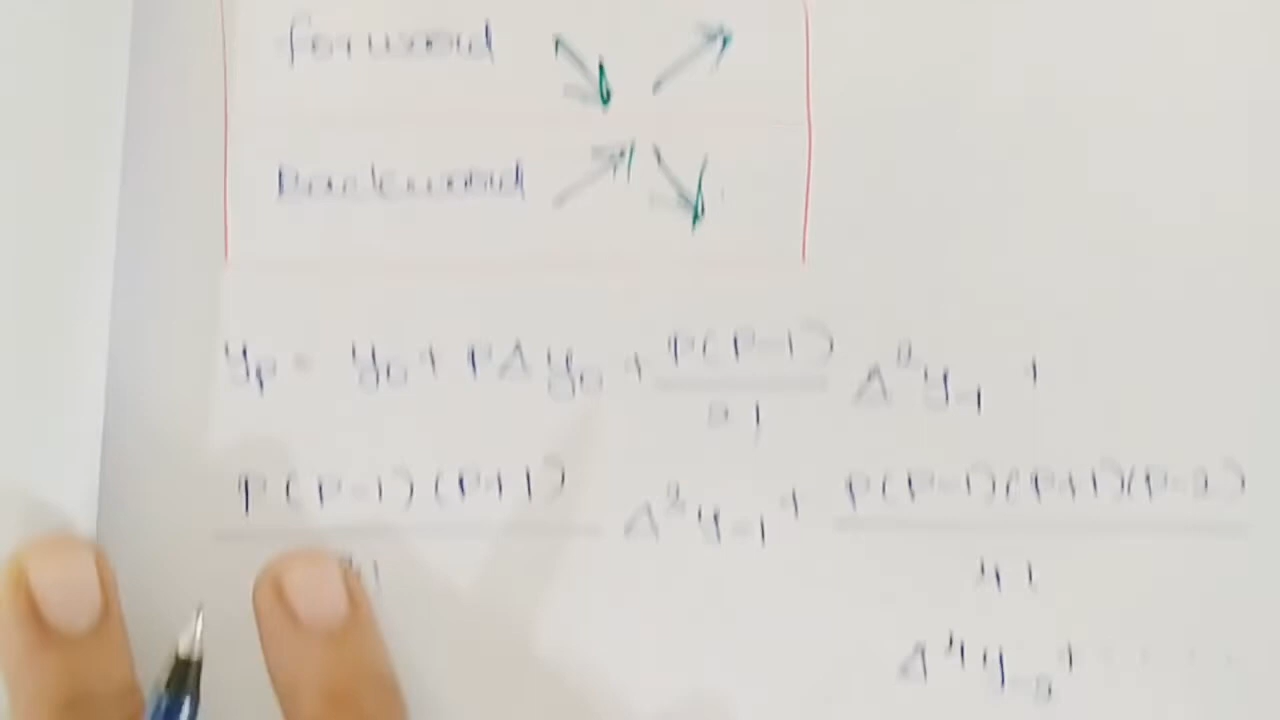 forward
Backward
yp = y0 + PΔy0 + P(P-1)/2! Δ²y-1 +
P(P-1)(P+1)/3! Δ³y-1 + P(P-1)(P+1)(P-2)/4!
Δ⁴y-2 + .....